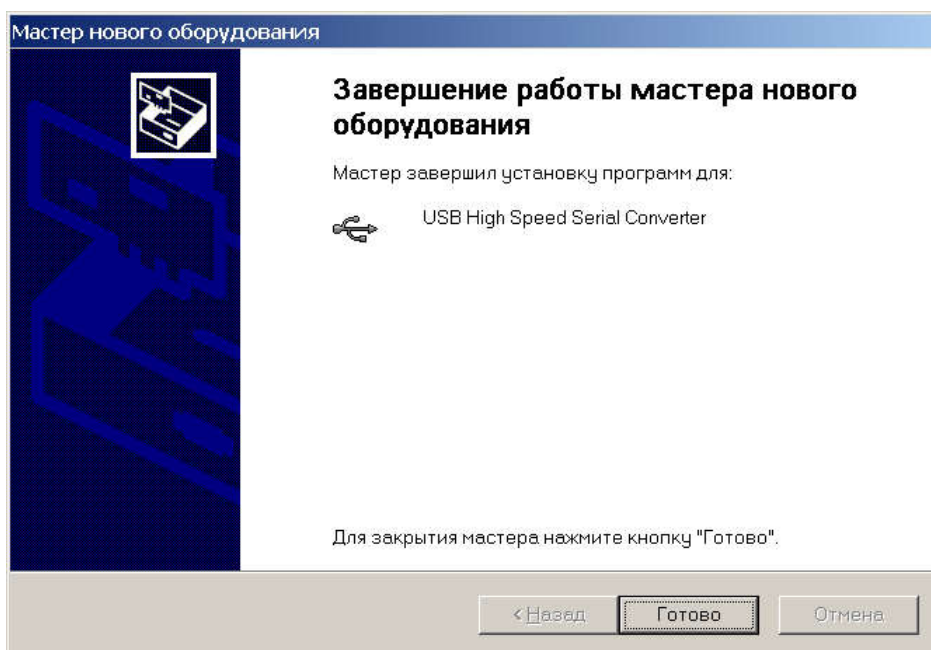 Мастер нового оборудования
Завершение работы мастера нового
оборудования
Мастер завершил установку программ для:
USB High Speed Serial Converter
Для закрытия мастера нажмите кнопку "Готово".
< Назад
Готово
Отмена